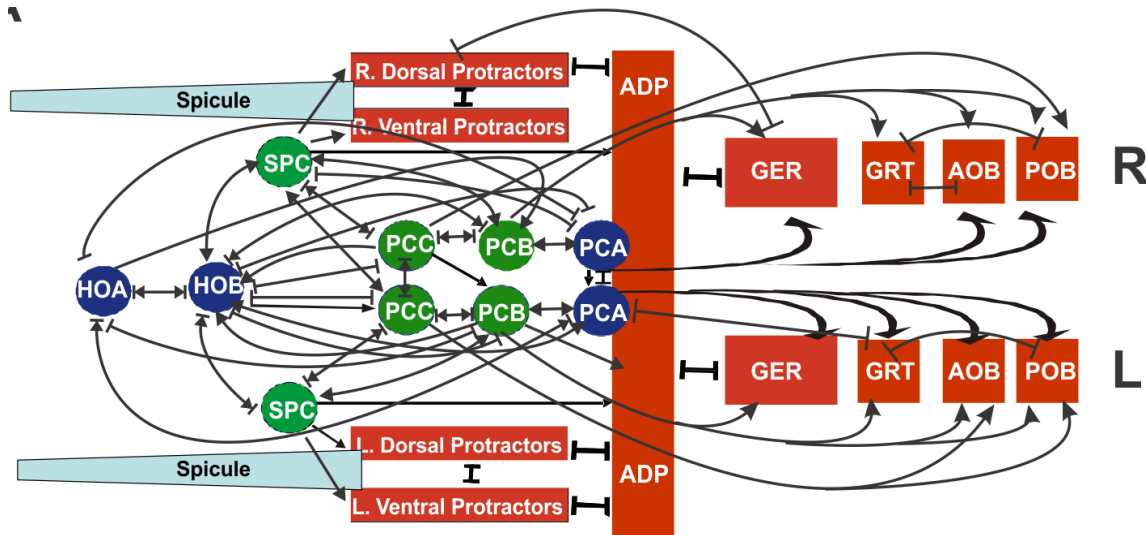 R. Dorsal Protractors
ADP
Spicule
R. Ventral Protractors
SPC
GER
GRT
AOB
POB
R
PCC
PCB
PCA
HOA
HOB
PCC
PCB
PCA
GER
GRT
AOB
POB
L
SPC
L. Dorsal Protractors
Spicule
ADP
L. Ventral Protractors